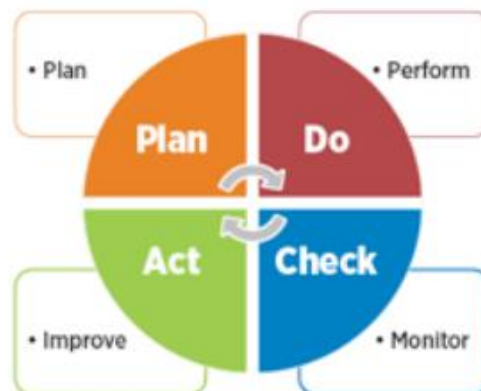 • Plan
• Perform
Plan
Do
Act
Check
• Improve
• Monitor